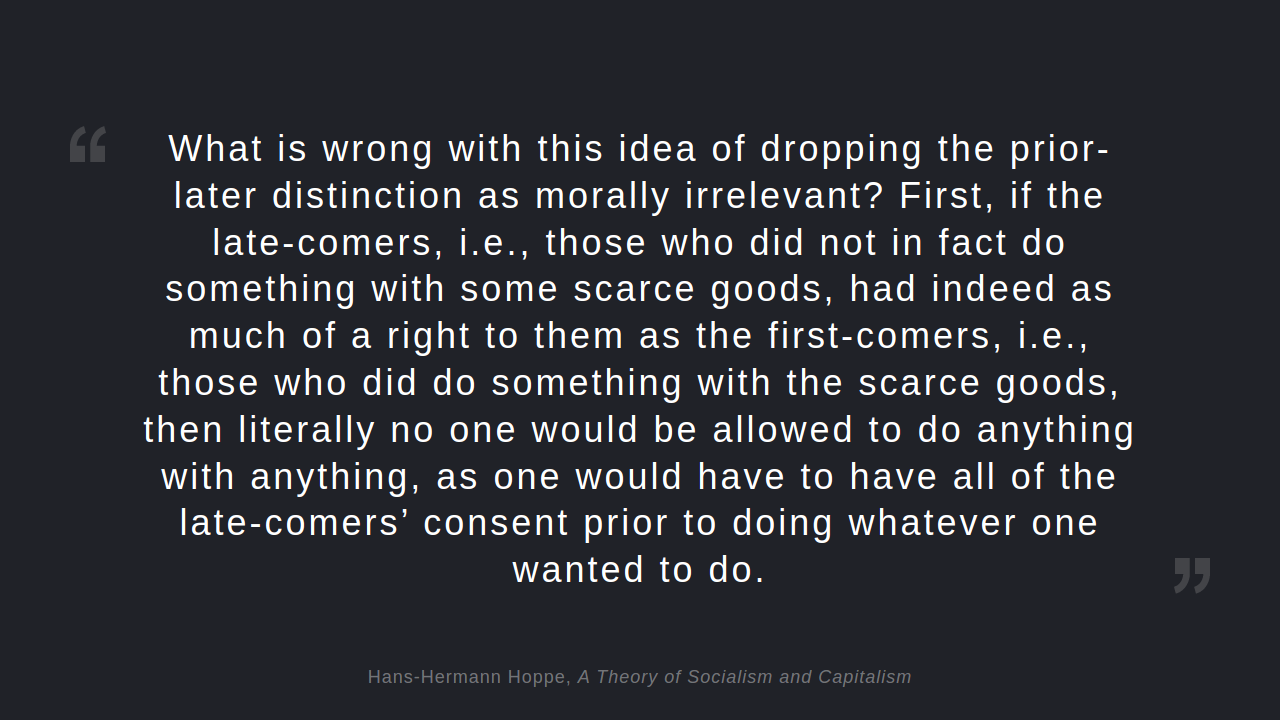 “
What is wrong with this idea of dropping the prior-
later distinction as morally irrelevant? First, if the
late-comers, i.e., those who did not in fact do
something with some scarce goods, had indeed as
much of a right to them as the first-comers, i.e.,
those who did do something with the scarce goods,
then literally no one would be allowed to do anything
with anything, as one would have to have all of the
late-comers’ consent prior to doing whatever one
wanted to do.
”
Hans-Hermann Hoppe, A Theory of Socialism and Capitalism